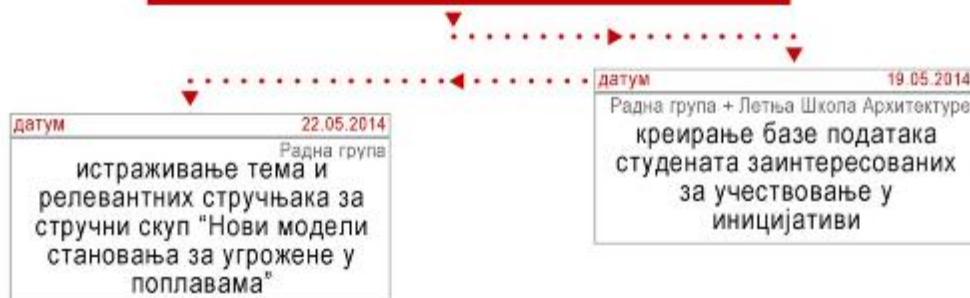 датум 19.05.2014
Радна група + Летња Школа Архитектуре
креирање базе података
студената заинтересованих
за учествовање у
иницијативи
датум 22.05.2014
Радна група
истраживање тема и
релевантних стручњака за
стручни скуп “Нови модели
становања за угрожене у
поплавама”